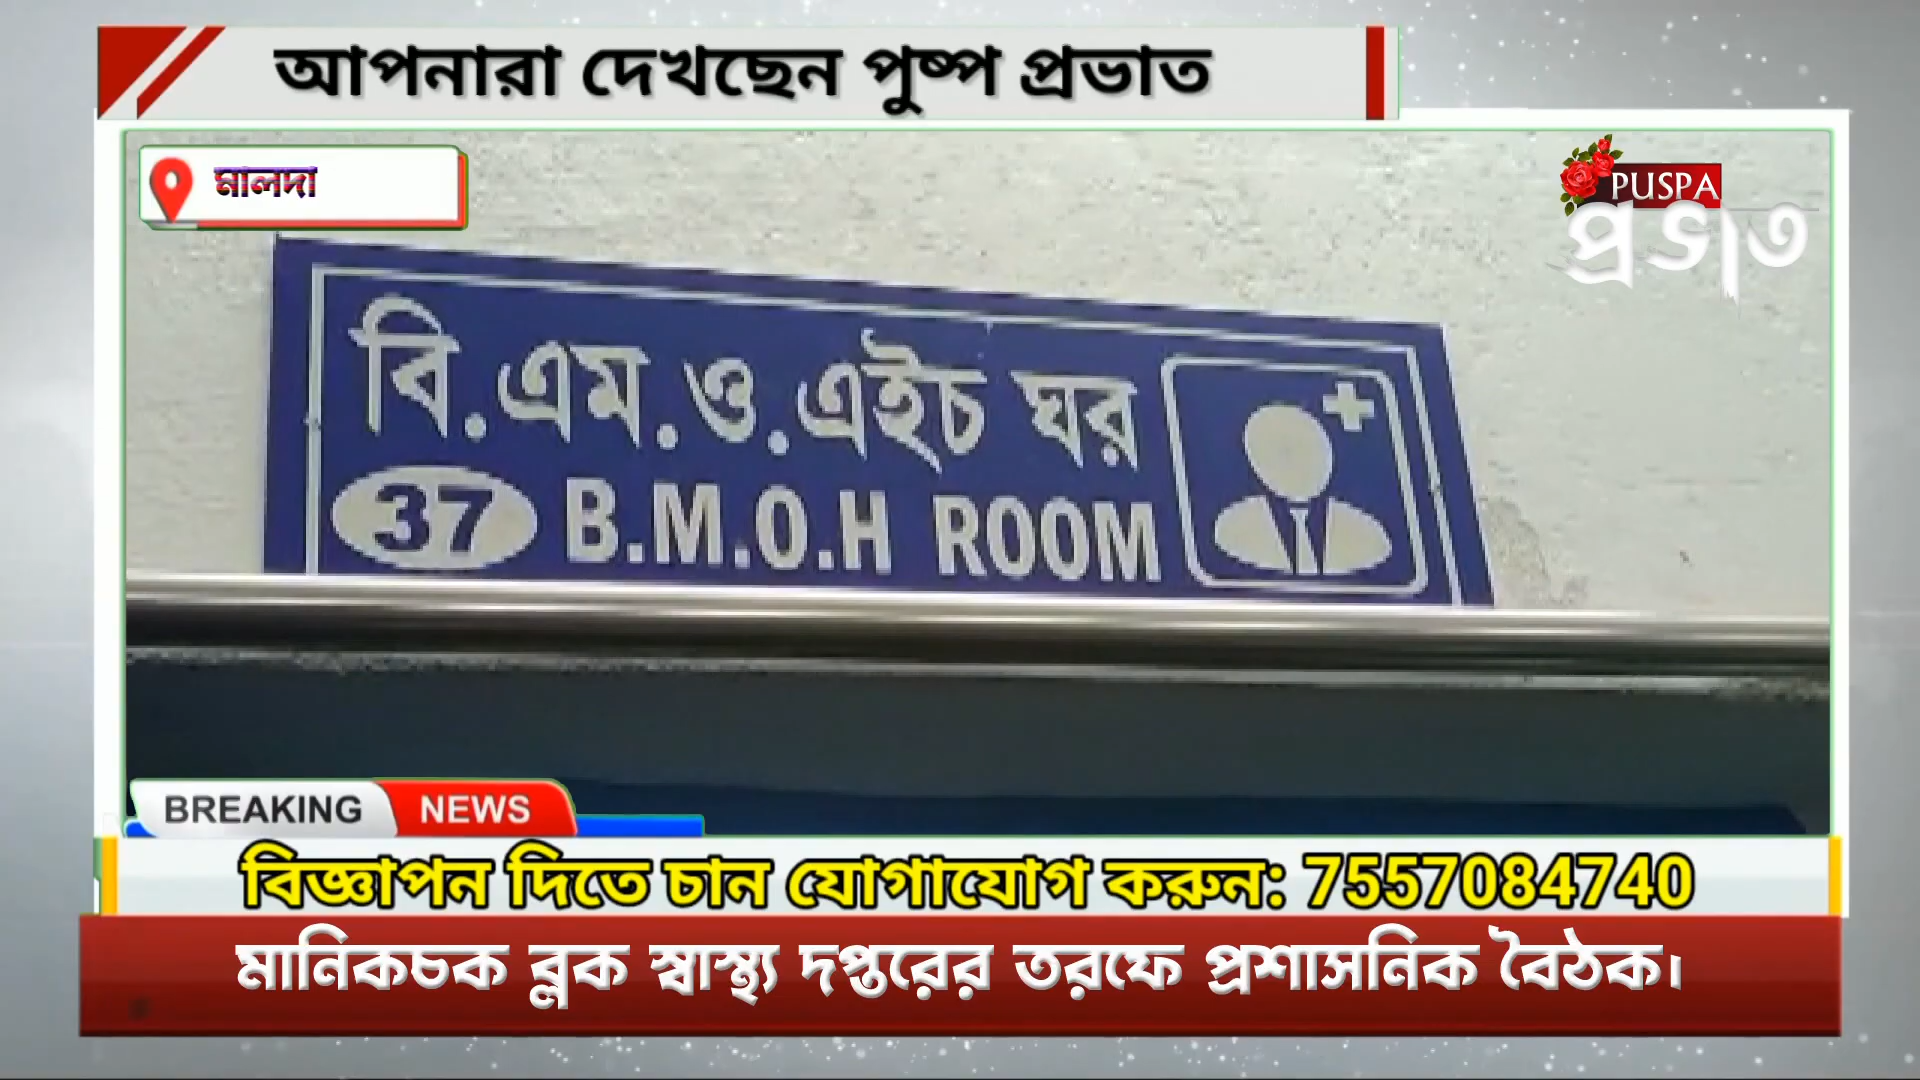 আপনারা দেখছেন পুষ্প প্রভাত
মালদা
PUSPA
প্রভাত
বি.এম.ও.এইচ ঘর
37 B.M.O.H ROOM
BREAKING NEWS
বিজ্ঞাপন দিতে চান যোগাযোগ করুন: 7557084740
মানিকচক ব্লক স্বাস্থ্য দপ্তরের তরফে প্রশাসনিক বৈঠক।